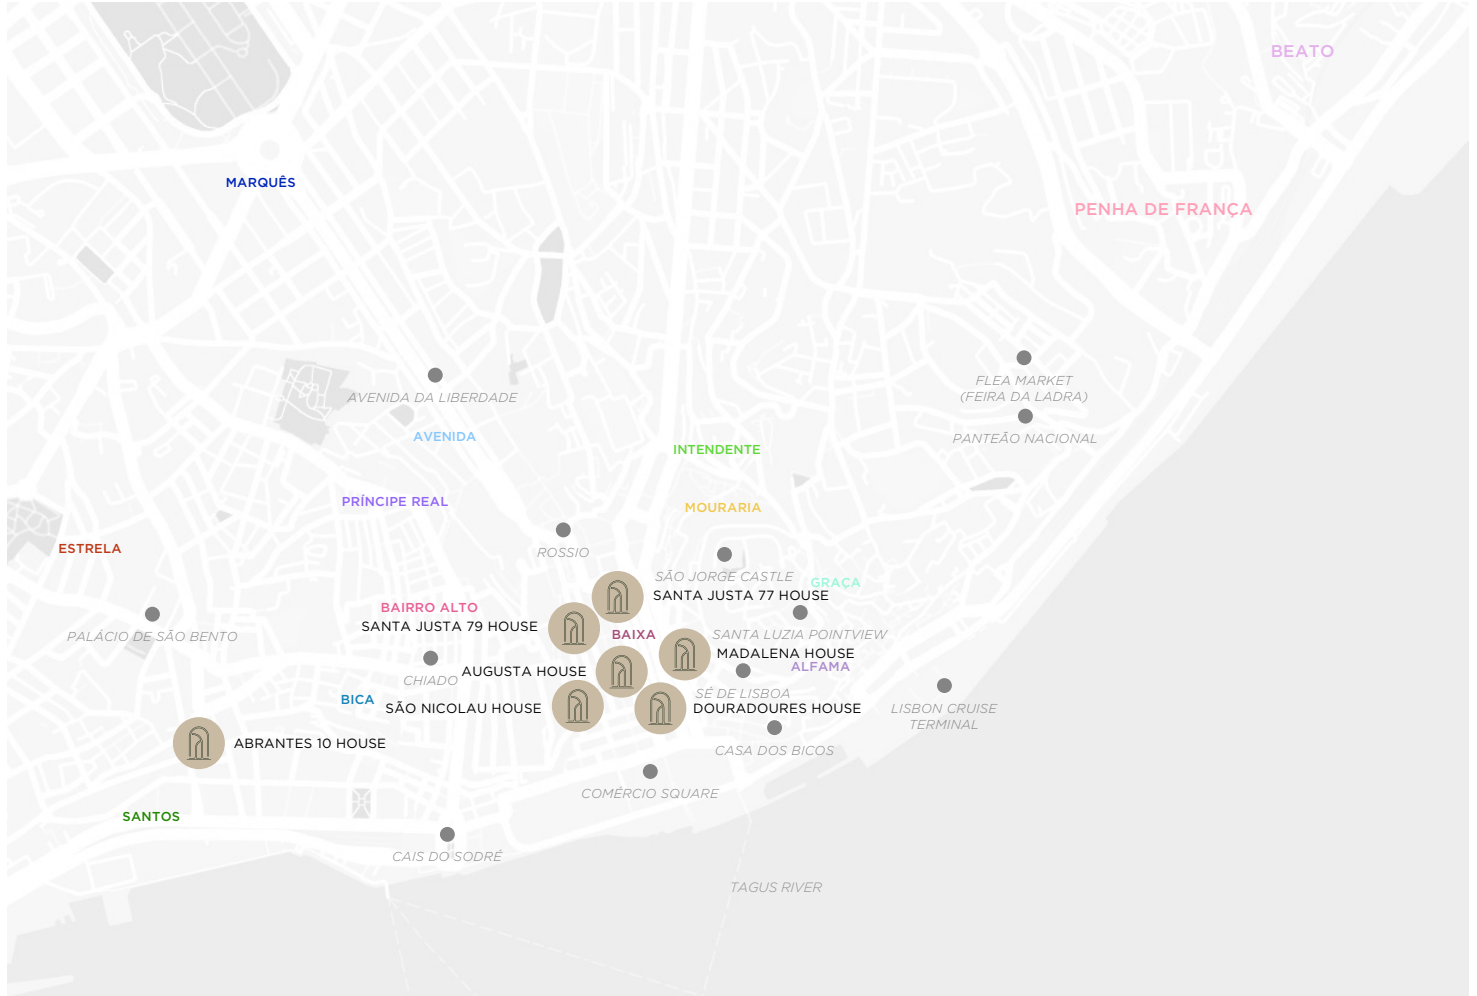 BEATO
MARQUÊS
PENHA DE FRANÇA
FLEA MARKET
(FEIRA DA LADRA)
AVENIDA DA LIBERDADE
AVENIDA
PANTEÃO NACIONAL
INTENDENTE
PRÍNCIPE REAL
MOURARIA
ESTRELA
ROSSIO
SÃO JORGE CASTLE
GRAÇA
SANTA JUSTA 77 HOUSE
BAIRRO ALTO
SANTA JUSTA 79 HOUSE
BAIXA
SANTA LUZIA POINTVIEW
PALÁCIO DE SÃO BENTO
MADALENA HOUSE
ALFAMA
AUGUSTA HOUSE
CHIADO
SÉ DE LISBOA
BICA
SÃO NICOLAU HOUSE
DOURADOURES HOUSE
LISBON CRUISE
TERMINAL
ABRANTES 10 HOUSE
CASA DOS BICOS
COMÉRCIO SQUARE
SANTOS
CAIS DO SODRÉ
TAGUS RIVER